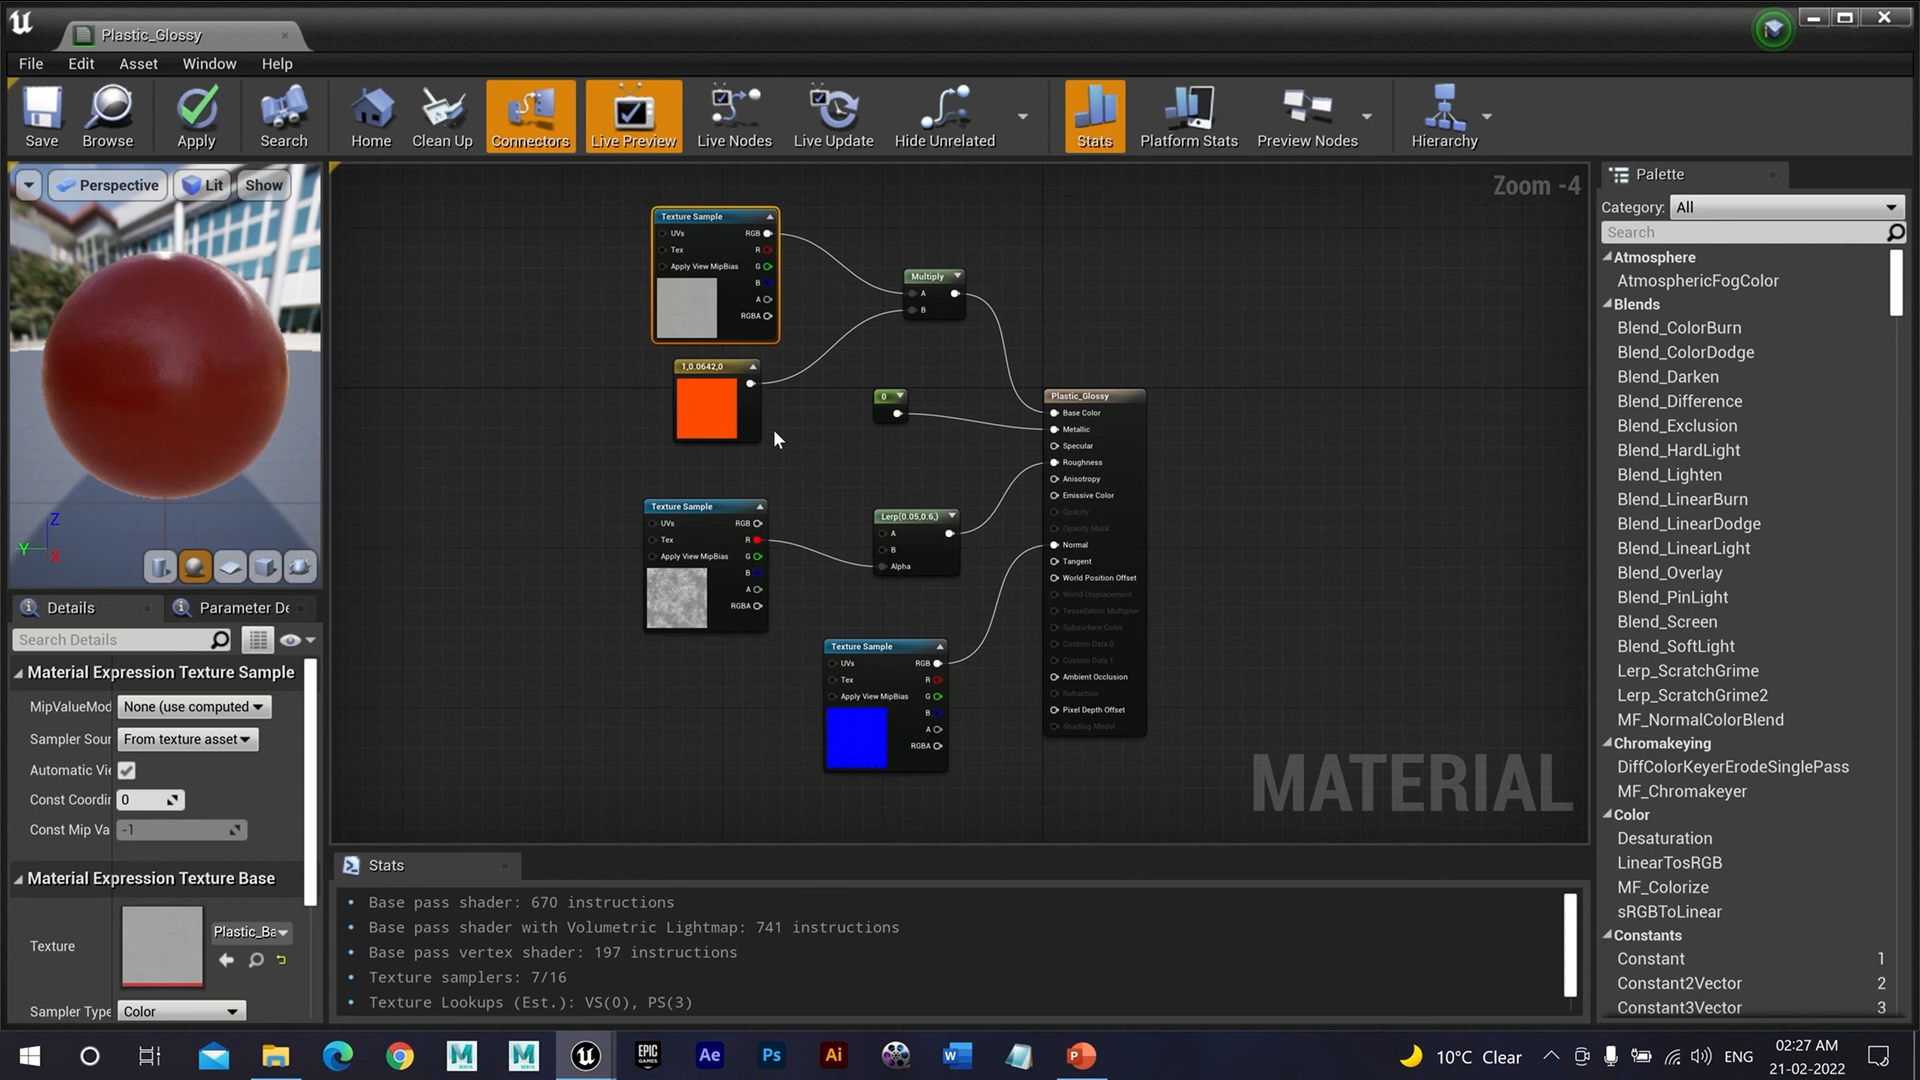 Plastic_Glossy
File Edit Asset Window Help
Save Browse Apply Search Home Clean Up Connectors Live Preview Live Nodes Live Update Hide Unrelated Stats Platform Stats Preview Nodes Hierarchy
Perspective Lit Show
Z
Y
X
Details Parameter De
Search Details
Material Expression Texture Sample
MipValueMod None (use computed
Sampler Sour From texture asset
Automatic Vie
Const Coordin 0
Const Mip Va -1
Material Expression Texture Base
Texture Plastic_Ba
Sampler Type Color
Zoom -4
Texture Sample
UVs RGB
Tex R
Apply View MipBias G
B
A
RGBA
1,0.0642,0
Multiply
A
B
0
Texture Sample
UVs RGB
Tex R
Apply View MipBias G
B
A
RGBA
Lerp(0.05,0.6,)
A
B
Alpha
Texture Sample
UVs RGB
Tex R
Apply View MipBias G
B
A
RGBA
Plastic_Glossy
Base Color
Metallic
Specular
Roughness
Anisotropy
Emissive Color
Opacity
Opacity Mask
Normal
Tangent
World Position Offset
World Displacement
Tessellation Multiplier
Subsurface Color
Custom Data 0
Custom Data 1
Ambient Occlusion
Refraction
Pixel Depth Offset
Shading Model
MATERIAL
Stats
• Base pass shader: 670 instructions
• Base pass shader with Volumetric Lightmap: 741 instructions
• Base pass vertex shader: 197 instructions
• Texture samplers: 7/16
• Texture Lookups (Est.): VS(0), PS(3)
Palette
Category: All
Search
Atmosphere
AtmosphericFogColor
Blends
Blend_ColorBurn
Blend_ColorDodge
Blend_Darken
Blend_Difference
Blend_Exclusion
Blend_HardLight
Blend_Lighten
Blend_LinearBurn
Blend_LinearDodge
Blend_LinearLight
Blend_Overlay
Blend_PinLight
Blend_Screen
Blend_SoftLight
Lerp_ScratchGrime
Lerp_ScratchGrime2
MF_NormalColorBlend
Chromakeying
DiffColorKeyerErodeSinglePass
MF_Chromakeyer
Color
Desaturation
LinearTosRGB
MF_Colorize
sRGBToLinear
Constants
Constant 1
Constant2Vector 2
Constant3Vector 3
EPIC
GAMES
Ae Ps Ai W P
10°C Clear ENG 02:27 AM
21-02-2022